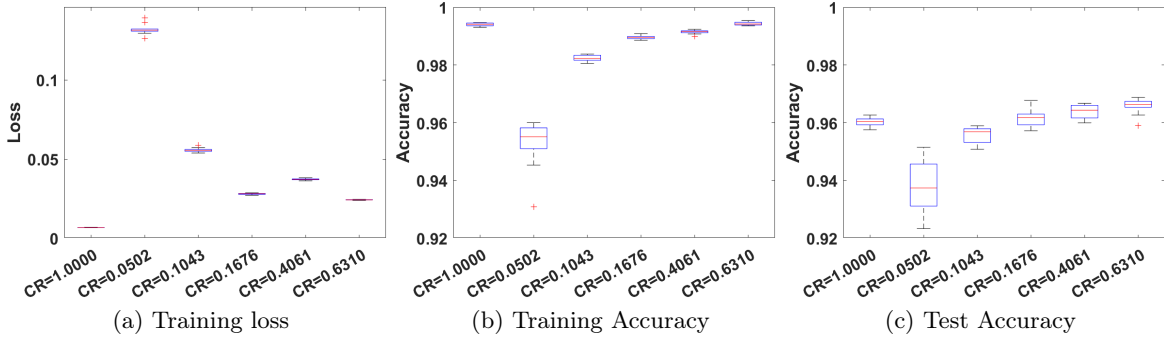 0.1
0.05
0
Loss
CR=1.0000
CR=0.0502
CR=0.1043
CR=0.1676
CR=0.4061
CR=0.6310
(a) Training loss
1
0.98
0.96
0.94
0.92
Accuracy
CR=1.0000
CR=0.0502
CR=0.1043
CR=0.1676
CR=0.4061
CR=0.6310
(b) Training Accuracy
1
0.98
0.96
0.94
0.92
Accuracy
CR=1.0000
CR=0.0502
CR=0.1043
CR=0.1676
CR=0.4061
CR=0.6310
(c) Test Accuracy